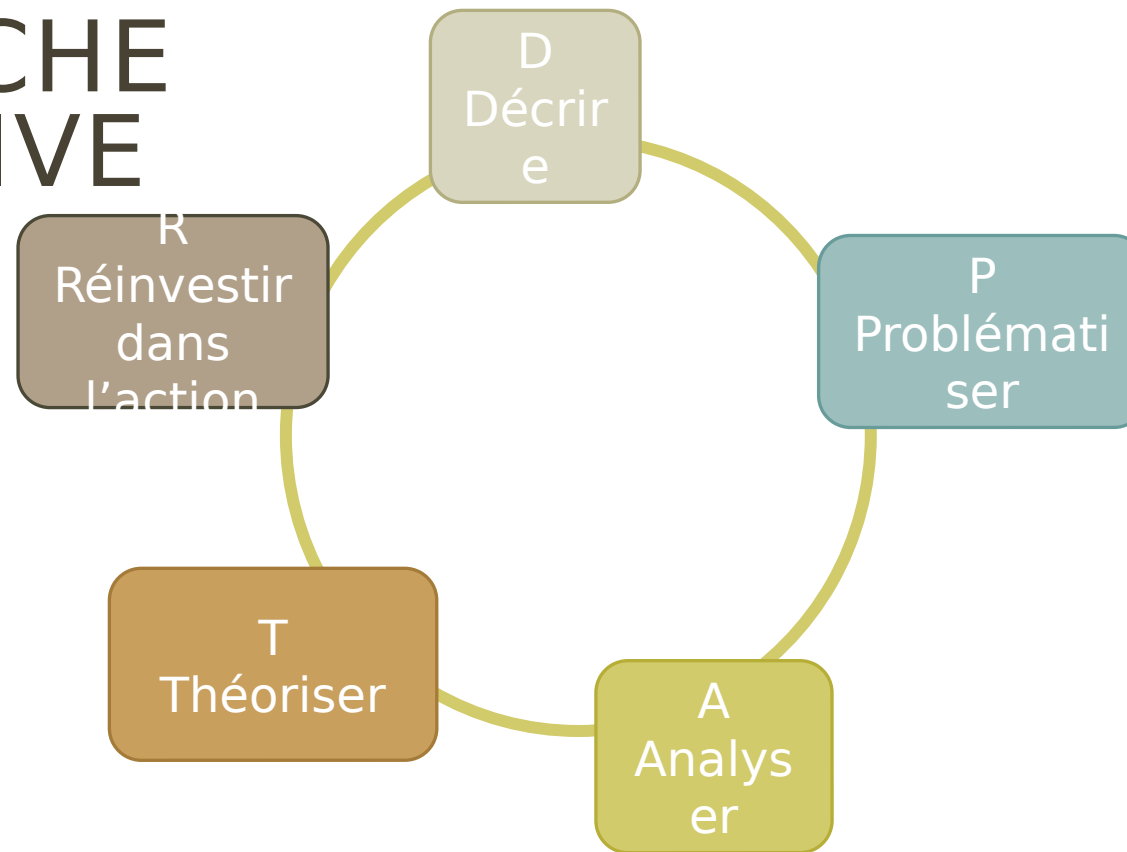 CHE
IVE
D
Décrir
e
P
Problémati
ser
A
Analys
er
T
Théoriser
R
Réinvestir
dans
l’action